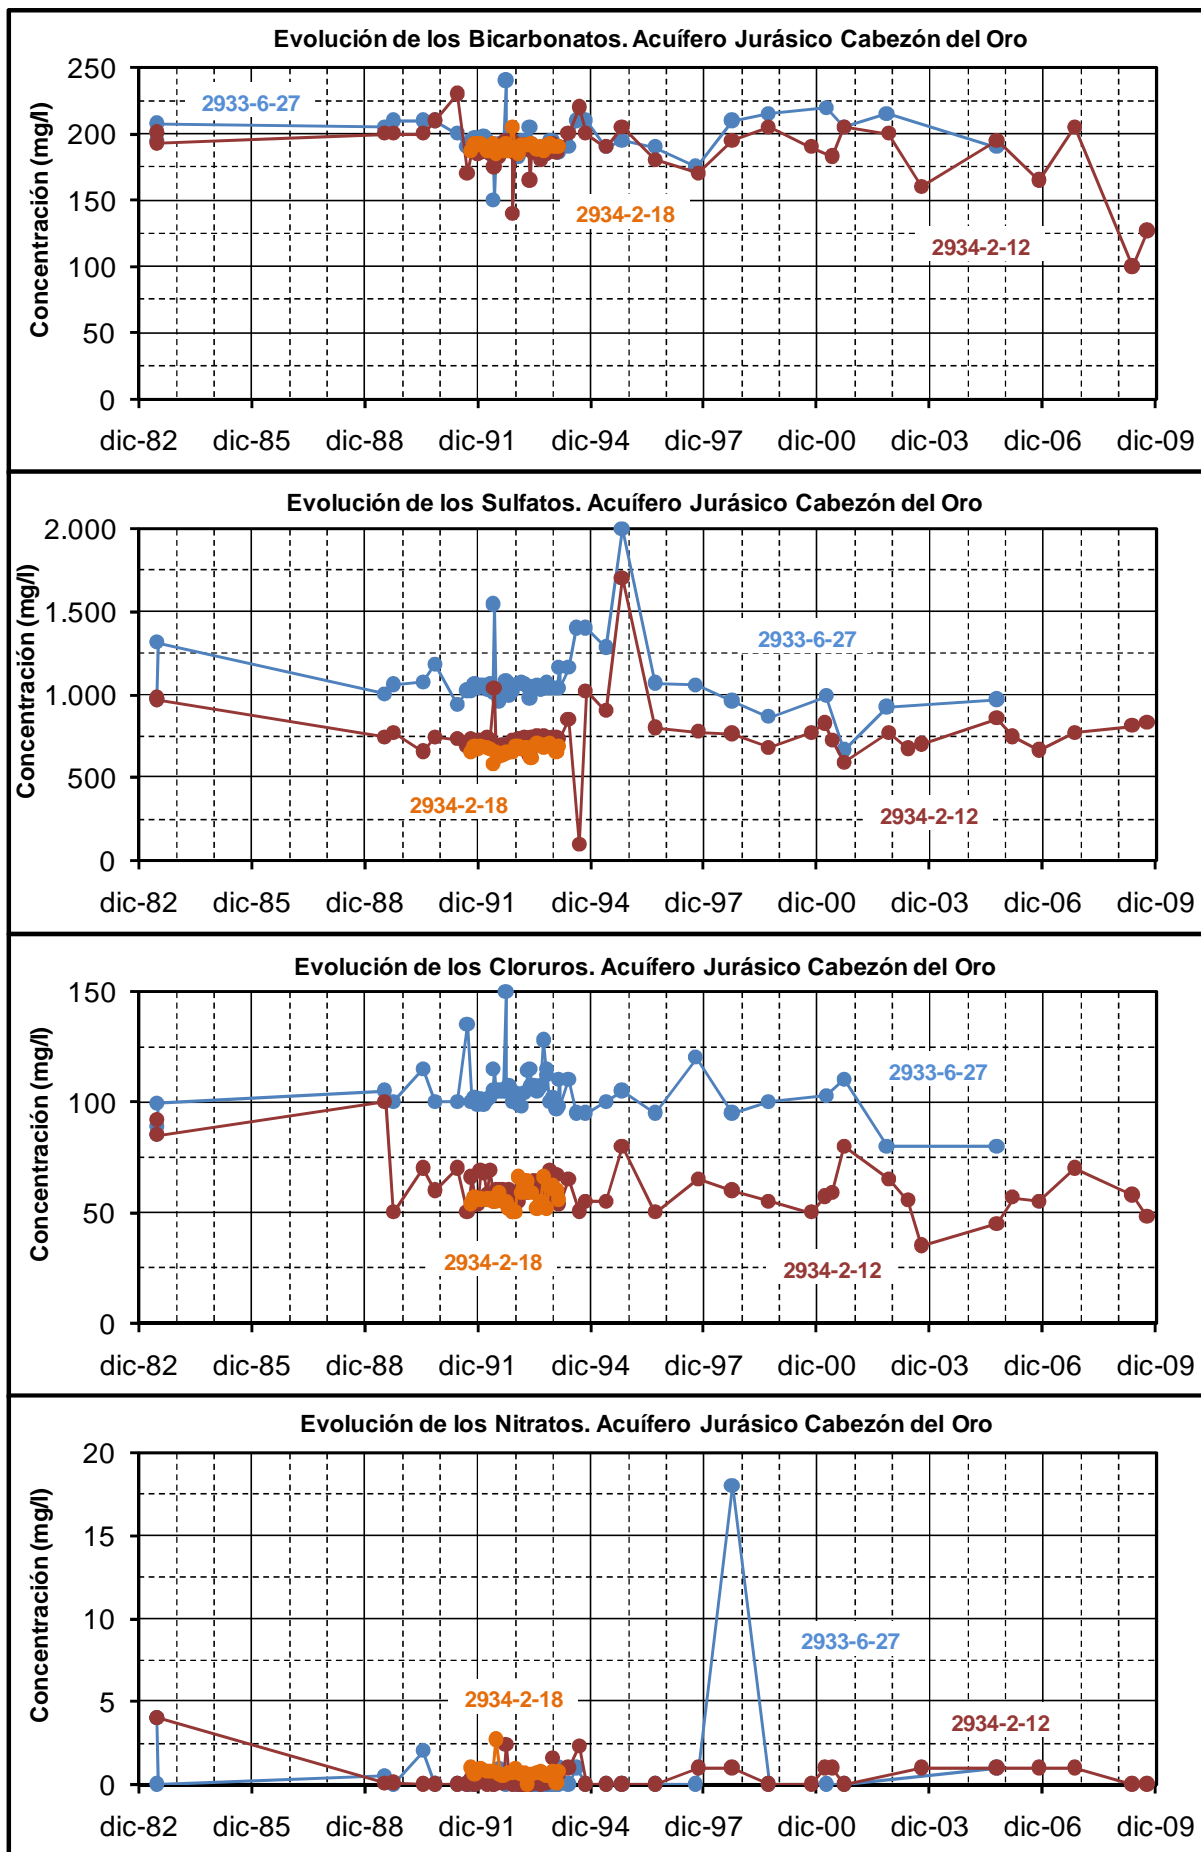 Evolución de los Bicarbonatos. Acuífero Jurásico Cabezón del Oro
Concentración (mg/l)
250
200
150
100
50
0
2933-6-27
2934-2-18
2934-2-12
dic-82 dic-85 dic-88 dic-91 dic-94 dic-97 dic-00 dic-03 dic-06 dic-09
Evolución de los Sulfatos. Acuífero Jurásico Cabezón del Oro
Concentración (mg/l)
2.000
1.500
1.000
500
0
2933-6-27
2934-2-18
2934-2-12
dic-82 dic-85 dic-88 dic-91 dic-94 dic-97 dic-00 dic-03 dic-06 dic-09
Evolución de los Cloruros. Acuífero Jurásico Cabezón del Oro
Concentración (mg/l)
150
100
50
0
2933-6-27
2934-2-18
2934-2-12
dic-82 dic-85 dic-88 dic-91 dic-94 dic-97 dic-00 dic-03 dic-06 dic-09
Evolución de los Nitratos. Acuífero Jurásico Cabezón del Oro
Concentración (mg/l)
20
15
10
5
0
2933-6-27
2934-2-18
2934-2-12
dic-82 dic-85 dic-88 dic-91 dic-94 dic-97 dic-00 dic-03 dic-06 dic-09